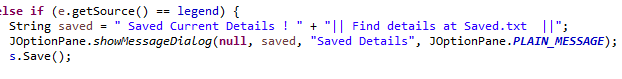 else if (e.getSource() == legend) {
String saved = " Saved Current Details ! " + "|| Find details at Saved.txt  ||";
JOptionPane.showMessageDialog(null, saved, "Saved Details", JOptionPane.PLAIN_MESSAGE);
s.Save();